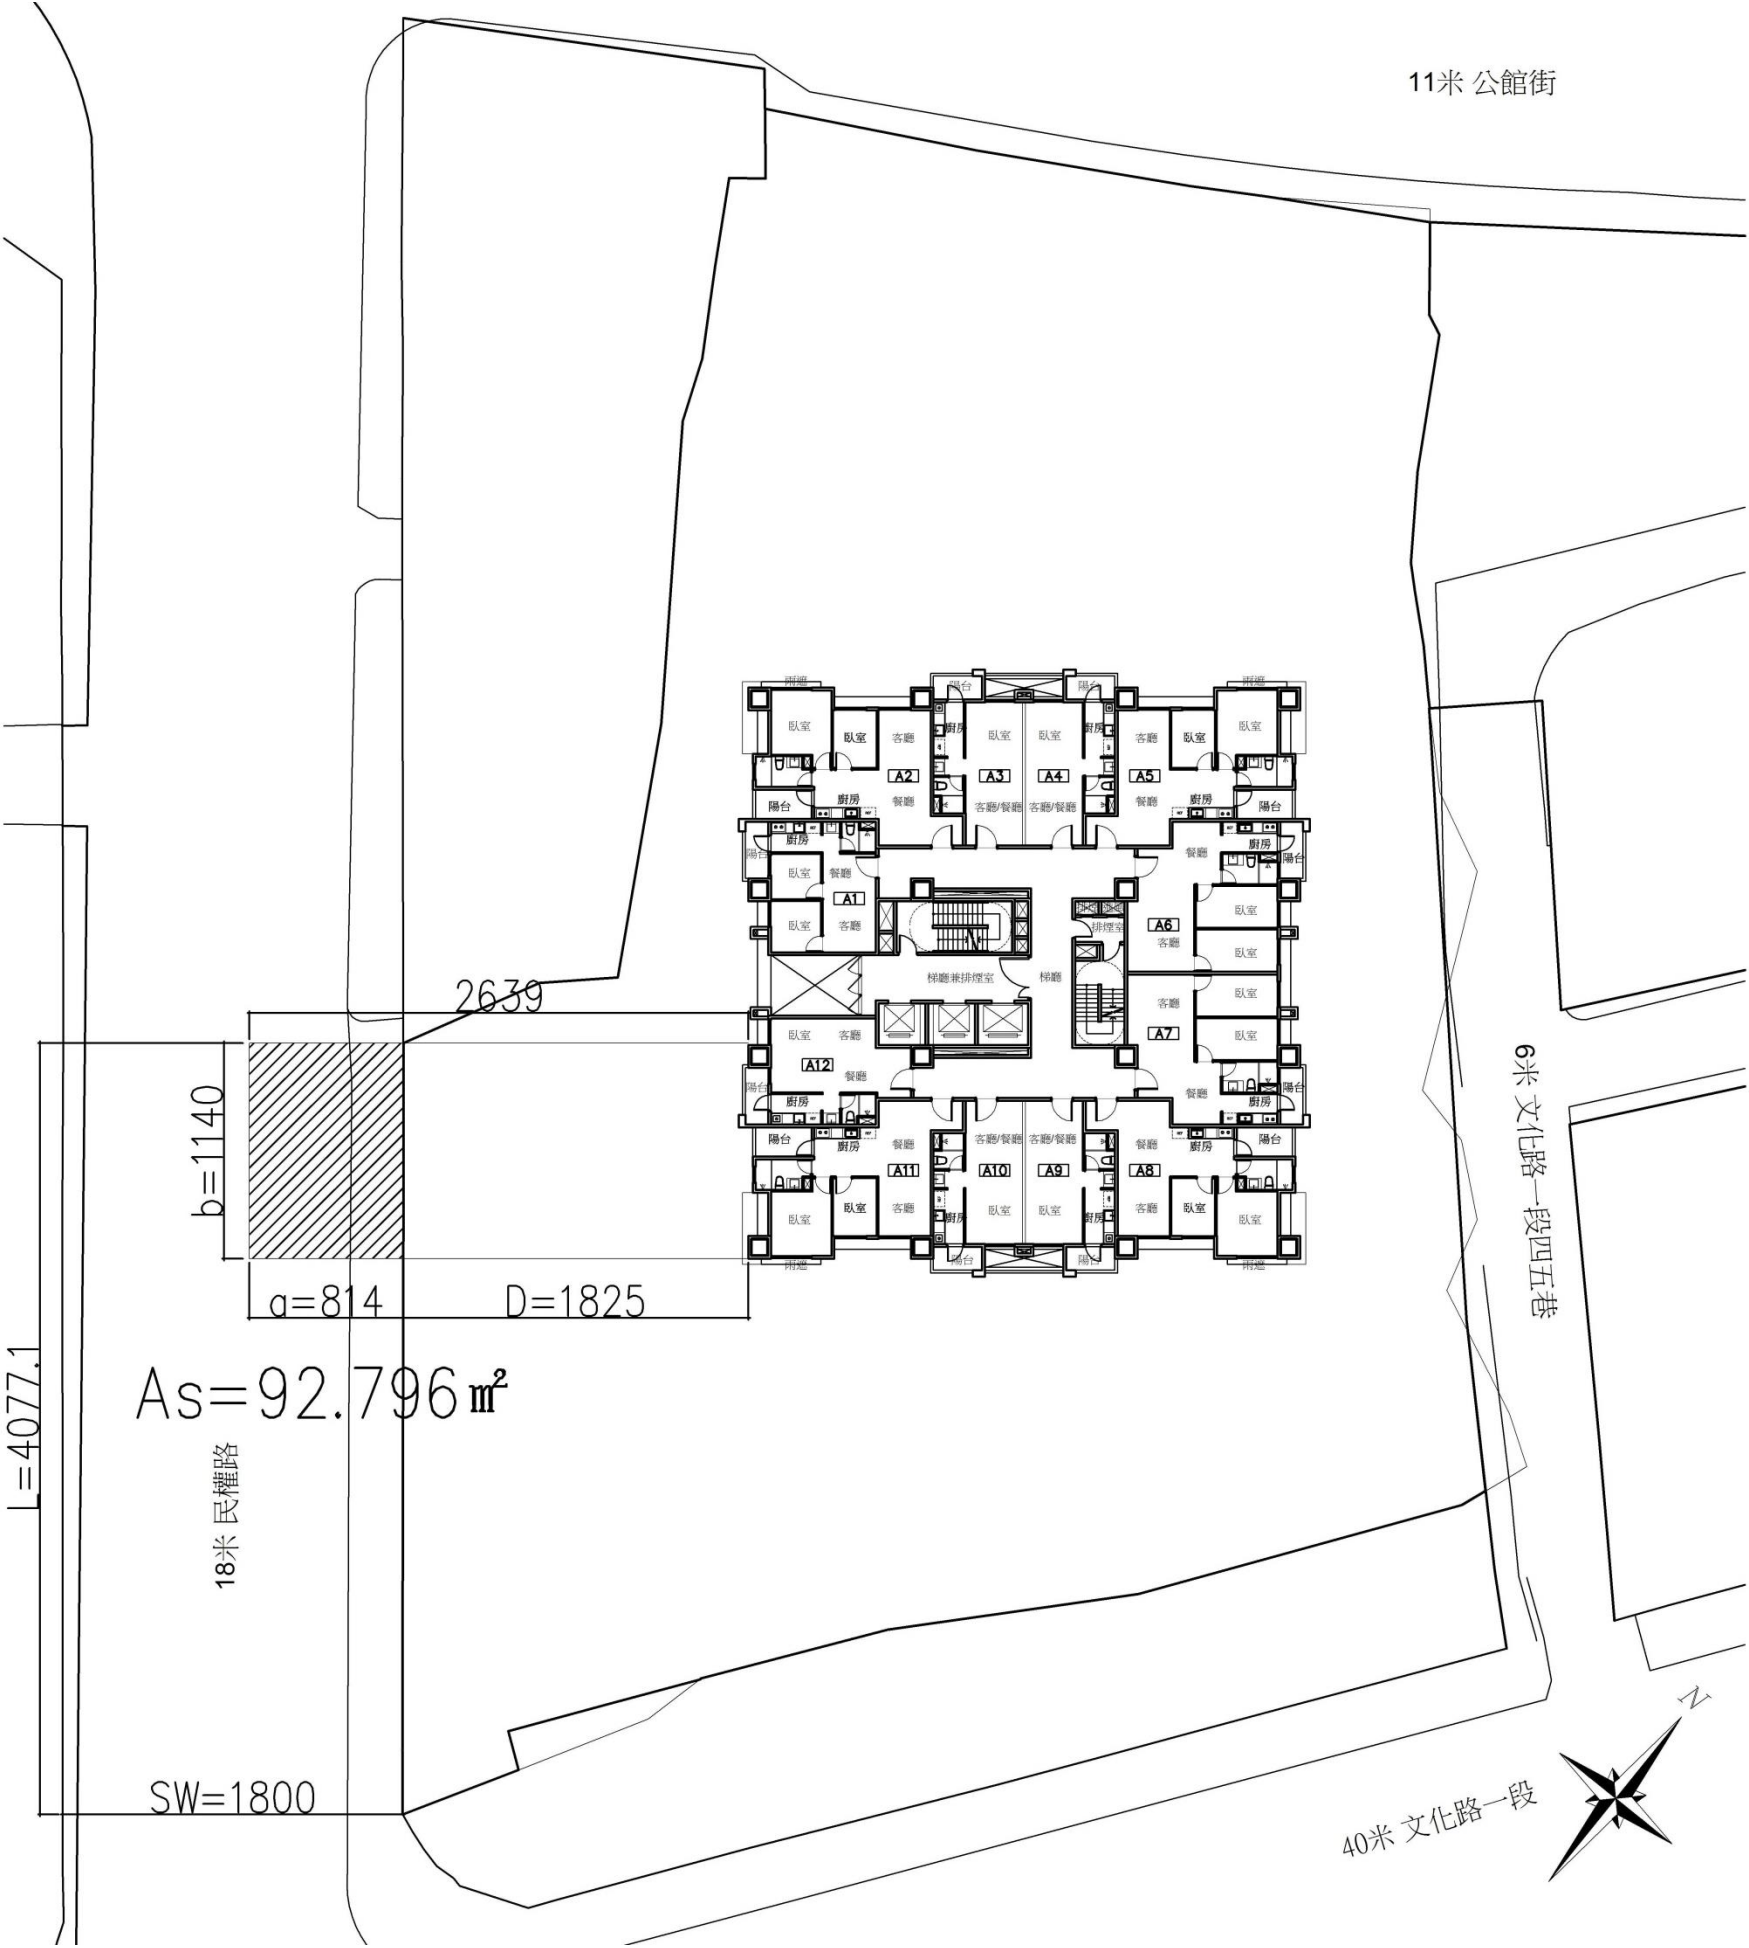 11米 公館街
雨遮
陽台
陽台
雨遮
臥室
臥室
客廳
廚房
臥室
臥室
廚房
客廳
臥室
臥室
A2
A3
A4
A5
陽台
廚房
餐廳
客廳/餐廳
客廳/餐廳
餐廳
廚房
陽台
陽台
廚房
餐廳
廚房
陽台
臥室
餐廳
A1
臥室
臥室
客廳
排煙室
A6
客廳
臥室
梯廳兼排煙室
梯廳
2639
客廳
臥室
臥室
客廳
A7
臥室
A12
餐廳
陽台
廚房
餐廳
廚房
陽台
b=1140
陽台
廚房
餐廳
客廳/餐廳
客廳/餐廳
餐廳
廚房
陽台
A11
A10
A9
A8
臥室
臥室
客廳
廚房
臥室
臥室
廚房
客廳
臥室
臥室
雨遮
陽台
陽台
雨遮
6米 文化路一段四五巷
a=814
D=1825
As=92.796㎡
L=4077.1
18米 民權路
SW=1800
N
40米 文化路一段